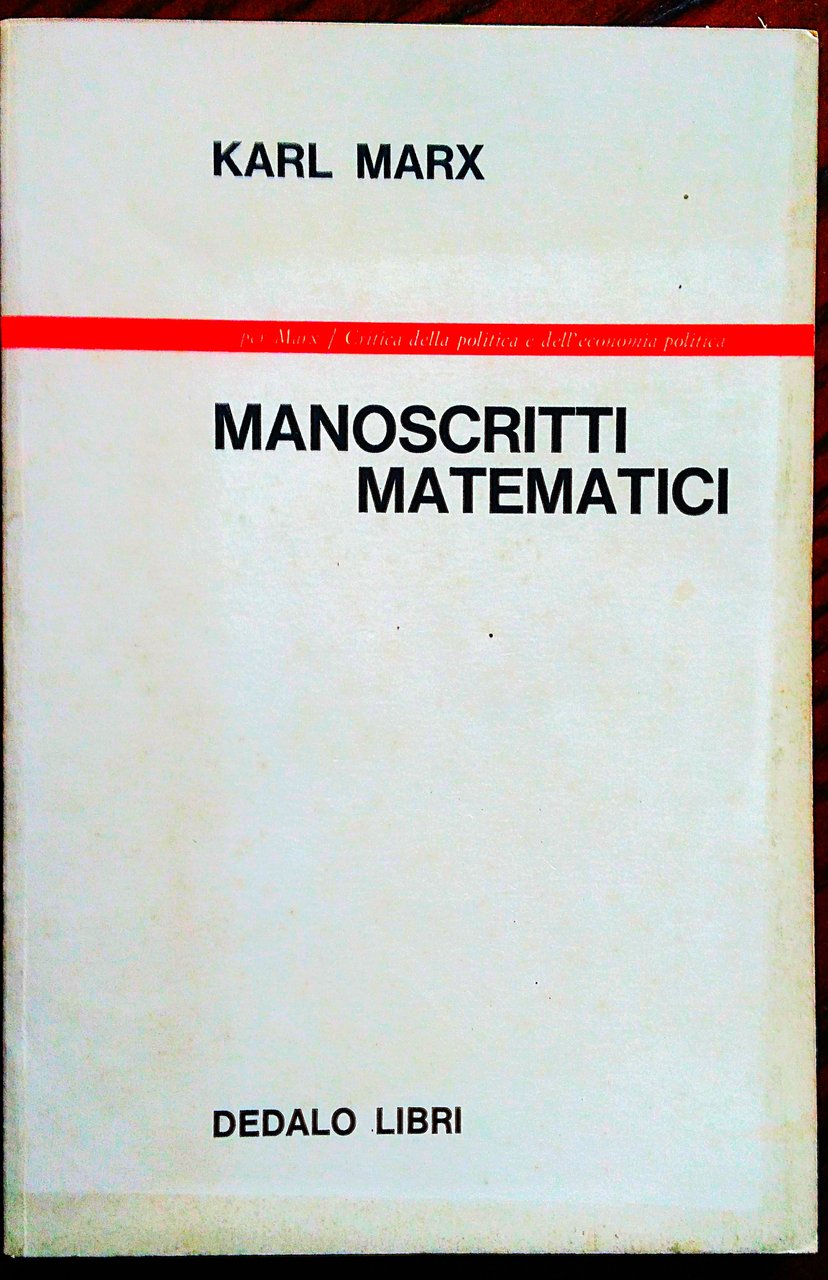 KARL MARX
per Marx / Critica della politica e dell'economia politica
MANOSCRITTI
MATEMATICI
DEDALO LIBRI